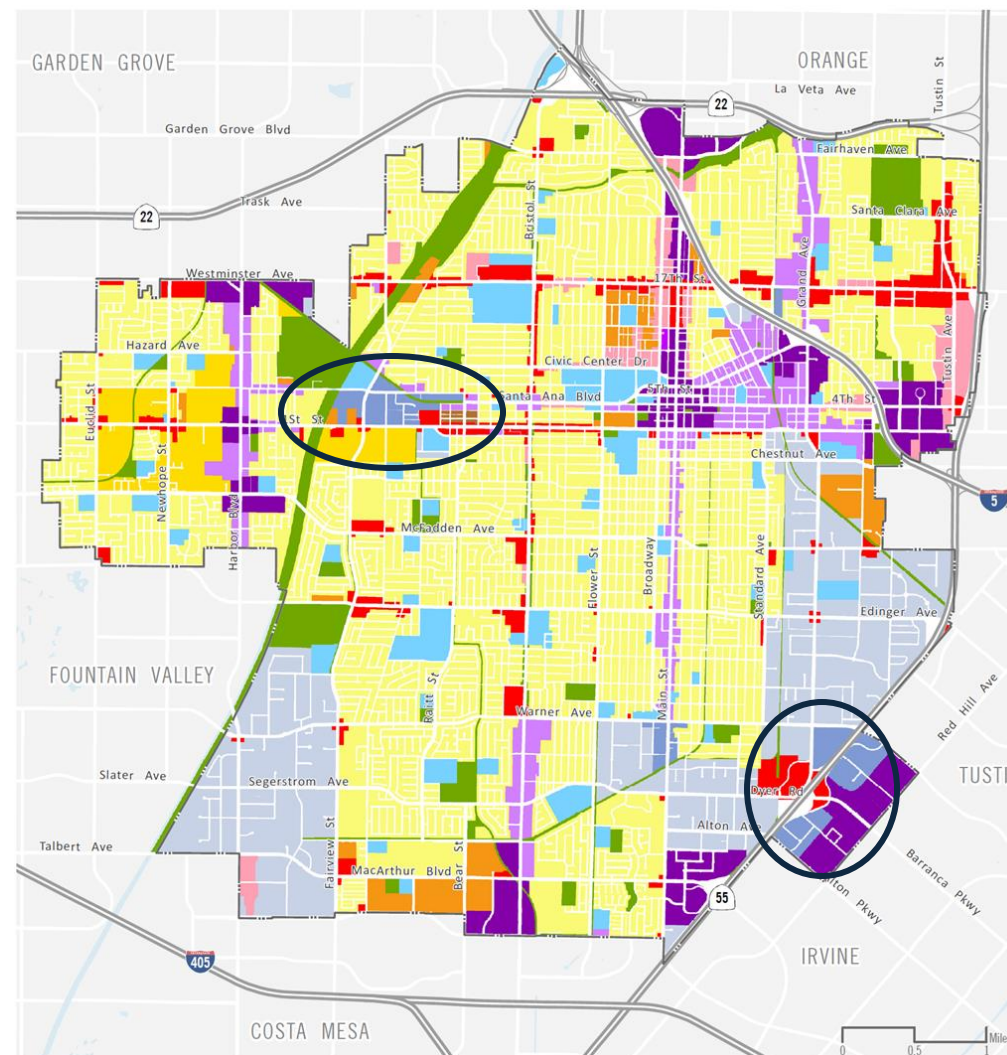 GARDEN GROVE
ORANGE
La Veta Ave
Tustin St
22
Garden Grove Blvd
Fairhaven Ave
Trask Ave
22
Bristol St
Santa Clara Ave
Grand Ave
Westminster Ave
17Th St
Hazard Ave
Civic Center Dr
Tustin Ave
Euclid St
Santa Ana Blvd
5Th St
4Th St
1St St
Newhope St
Chestnut Ave
Harbor Blvd
5
McFadden Ave
Flower St
Broadway
Standard Ave
Edinger Ave
FOUNTAIN VALLEY
Raitt St
Main St
Red Hill Ave
Warner Ave
Slater Ave
Segerstrom Ave
Dyer Rd
TUSTI
Alton Ave
Talbert Ave
Fairview St
MacArthur Blvd
Bear St
Barranca Pkwy
Pkwy
55
405
IRVINE
COSTA MESA
Mile
0 0.5 1